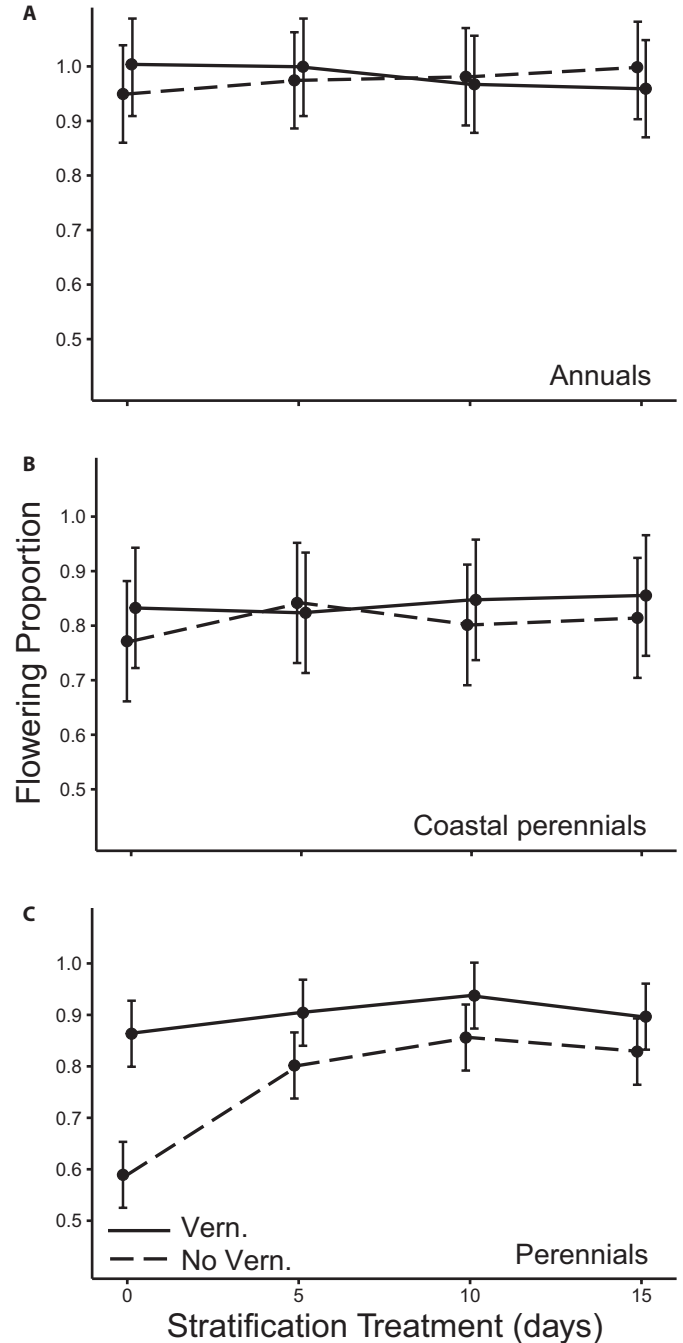 A
1.0
0.9
0.8
0.7
0.6
0.5
Annuals
B
Flowering Proportion
1.0
0.9
0.8
0.7
0.6
0.5
Coastal perennials
C
1.0
0.9
0.8
0.7
0.6
0.5
Vern.
No Vern.
Perennials
0 5 10 15
Stratification Treatment (days)